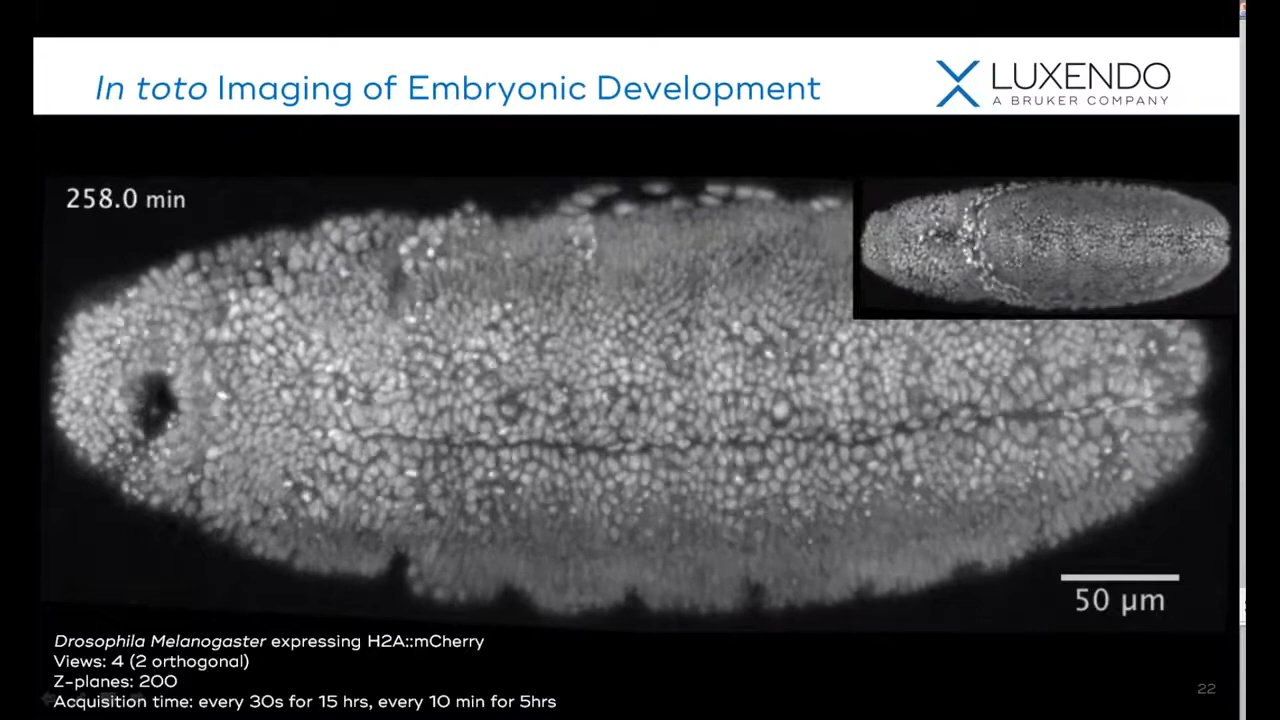 In toto Imaging of Embryonic Development
LUXENDO
A BRUKER COMPANY
258.0 min
50 µm
Drosophila Melanogaster expressing H2A::mCherry
Views: 4 (2 orthogonal)
Z-planes: 200
Acquisition time: every 30s for 15 hrs, every 10 min for 5hrs
22